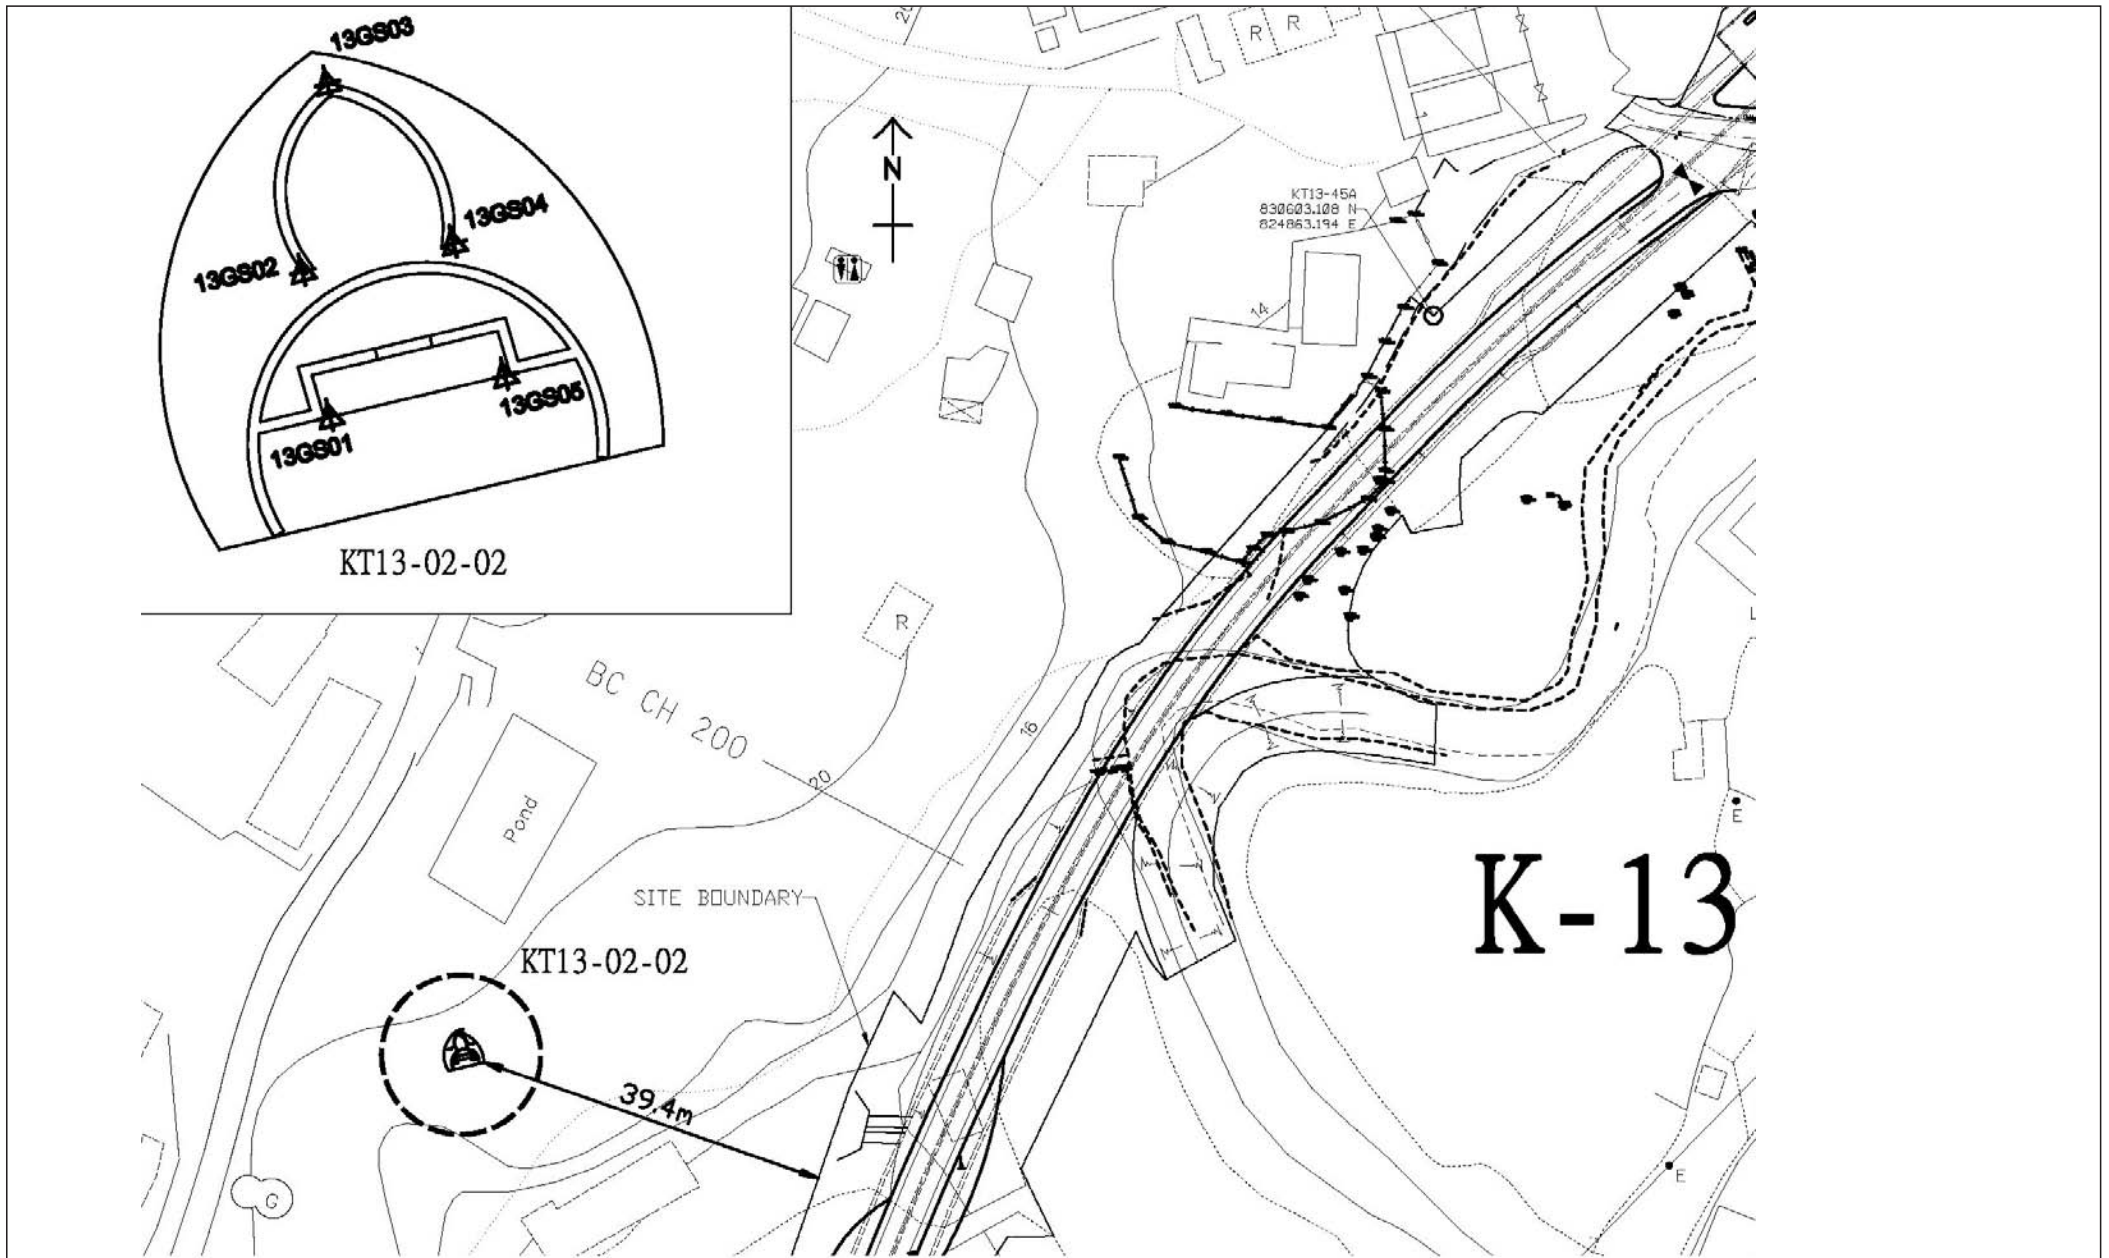 13GS03
13GS04
13GS02
13GS05
13GS01
KT13-02-02
N
R
R
KT13-45A
830603.108 N
824863.194 E
14
R
BC CH 200
16
20
Pond
SITE BOUNDARY
KT13-02-02
K-13
E
39.4m
E
G
1